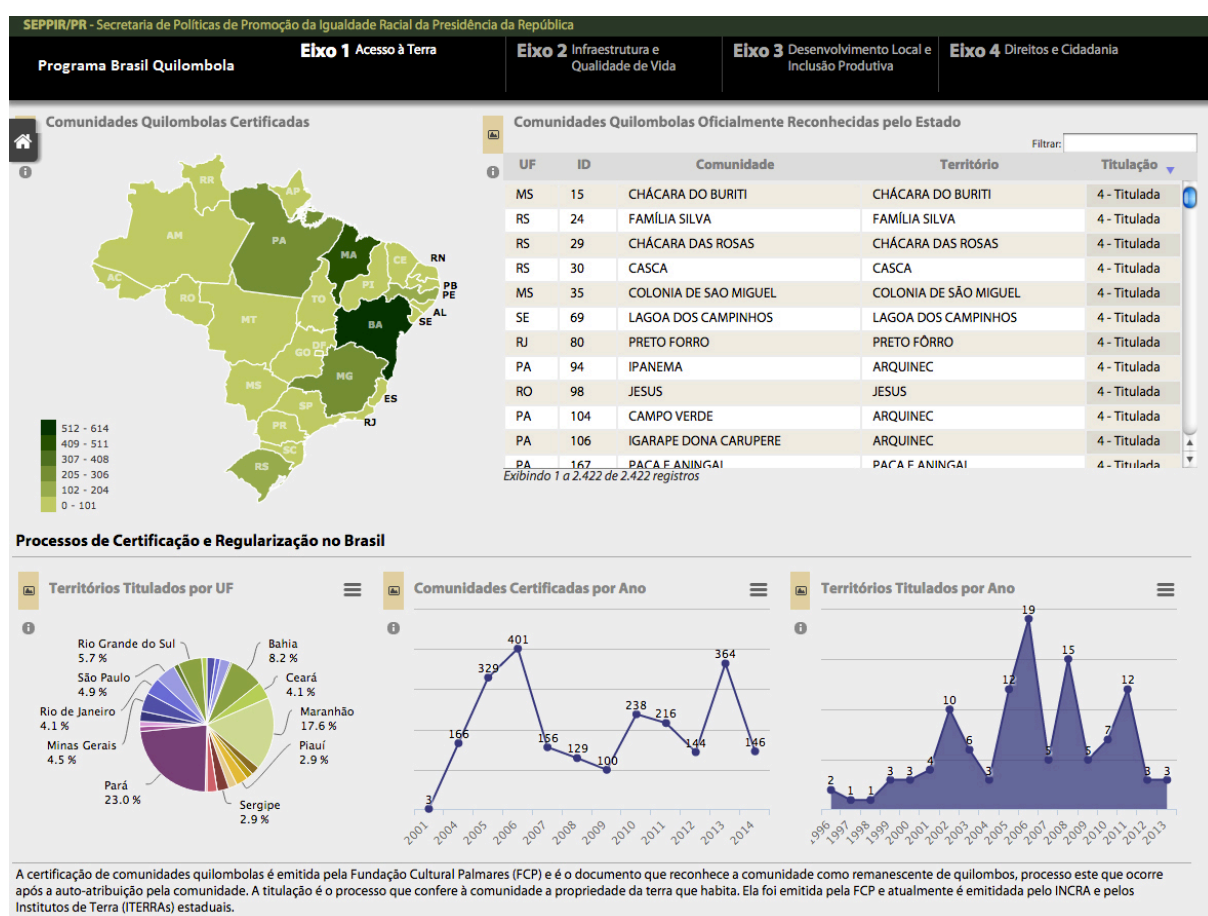 SEPPIR/PR - Secretaria de Políticas de Promoção da Igualdade Racial da Presidência da República
Programa Brasil Quilombola
Eixo 1 Acesso à Terra
Eixo 2 Infraestrutura e
Qualidade de Vida
Eixo 3 Desenvolvimento Local e
Inclusão Produtiva
Eixo 4 Direitos e Cidadania
Comunidades Quilombolas Certificadas
RR
AP
AM
PA
MA
CE
RN
PB
PE
AL
SE
PI
AC
RO
TO
MT
BA
DF
GO
MG
MS
ES
SP
RJ
PR
SC
RS
512 - 614
409 - 511
307 - 408
205 - 306
102 - 204
0 - 101
Comunidades Quilombolas Oficialmente Reconhecidas pelo Estado
Filtrar:
UF ID Comunidade Território Titulação
MS 15 CHÁCARA DO BURITI CHÁCARA DO BURITI 4 - Titulada
RS 24 FAMÍLIA SILVA FAMÍLIA SILVA 4 - Titulada
RS 29 CHÁCARA DAS ROSAS CHÁCARA DAS ROSAS 4 - Titulada
RS 30 CASCA CASCA 4 - Titulada
MS 35 COLONIA DE SAO MIGUEL COLONIA DE SÃO MIGUEL 4 - Titulada
SE 69 LAGOA DOS CAMPINHOS LAGOA DOS CAMPINHOS 4 - Titulada
RJ 80 PRETO FORRO PRETO FÔRRO 4 - Titulada
PA 94 IPANEMA ARQUINEC 4 - Titulada
RO 98 JESUS JESUS 4 - Titulada
PA 104 CAMPO VERDE ARQUINEC 4 - Titulada
PA 106 IGARAPE DONA CARUPERE ARQUINEC 4 - Titulada
PA 167 PACA E ANINGAL PACA E ANINGAL 4 - Titulada
Exibindo 1 a 2.422 de 2.422 registros
Processos de Certificação e Regularização no Brasil
Territórios Titulados por UF
Rio Grande do Sul
5.7 %
Bahia
8.2 %
São Paulo
4.9 %
Ceará
4.1 %
Rio de Janeiro
4.1 %
Maranhão
17.6 %
Minas Gerais
4.5 %
Piauí
2.9 %
Pará
23.0 %
Sergipe
2.9 %
Comunidades Certificadas por Ano
3 166 329 401 156 129 100 238 216 144 364 146
2001 2004 2005 2006 2007 2008 2009 2010 2011 2012 2013 2014
Territórios Titulados por Ano
2 1 1 3 3 4 10 6 3 12 19 5 15 5 7 12 3 3
1996 1997 1998 1999 2000 2001 2002 2003 2004 2005 2006 2007 2008 2009 2010 2011 2012 2013
A certificação de comunidades quilombolas é emitida pela Fundação Cultural Palmares (FCP) e é o documento que reconhece a comunidade como remanescente de quilombos, processo este que ocorre
após a auto-atribuição pela comunidade. A titulação é o processo que confere à comunidade a propriedade da terra que habita. Ela foi emitida pela FCP e atualmente é emitidada pelo INCRA e pelos
Institutos de Terra (ITERRAs) estaduais.